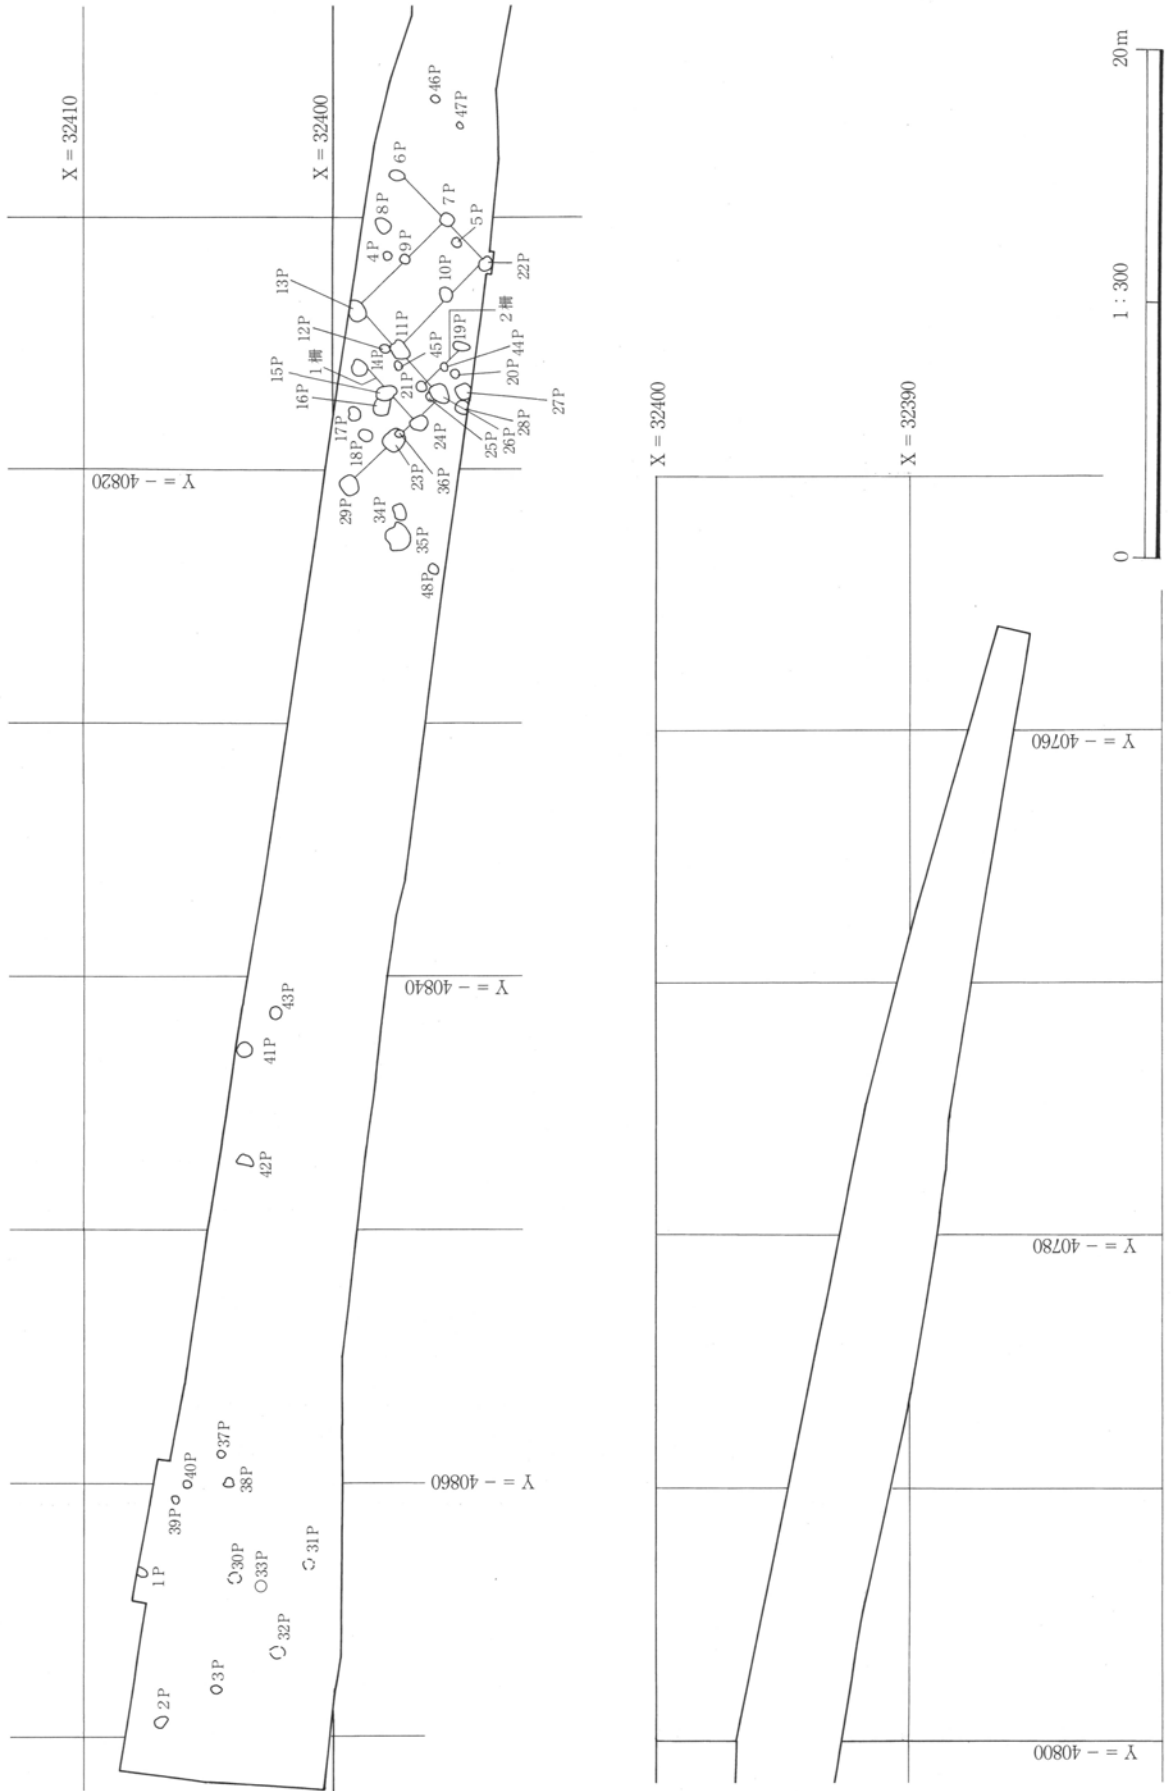 X = 32410
X = 32400
46P
47P
6P
7P
8P
5P
4P
9P
10P
22P
13P
12P
11P
1柵
14P
45P
2柵
19P
44P
20P
21P
15P
16P
17P
18P
27P
28P
26P
25P
24P
23P
36P
Y = − 40820
29P
34P
35P
48P
Y = − 40840
43P
41P
42P
Y = − 40860
37P
40P
38P
39P
1P
30P
33P
31P
32P
3P
2P
X = 32400
X = 32390
Y = − 40760
Y = − 40780
Y = − 40800
0
1 : 300
20m